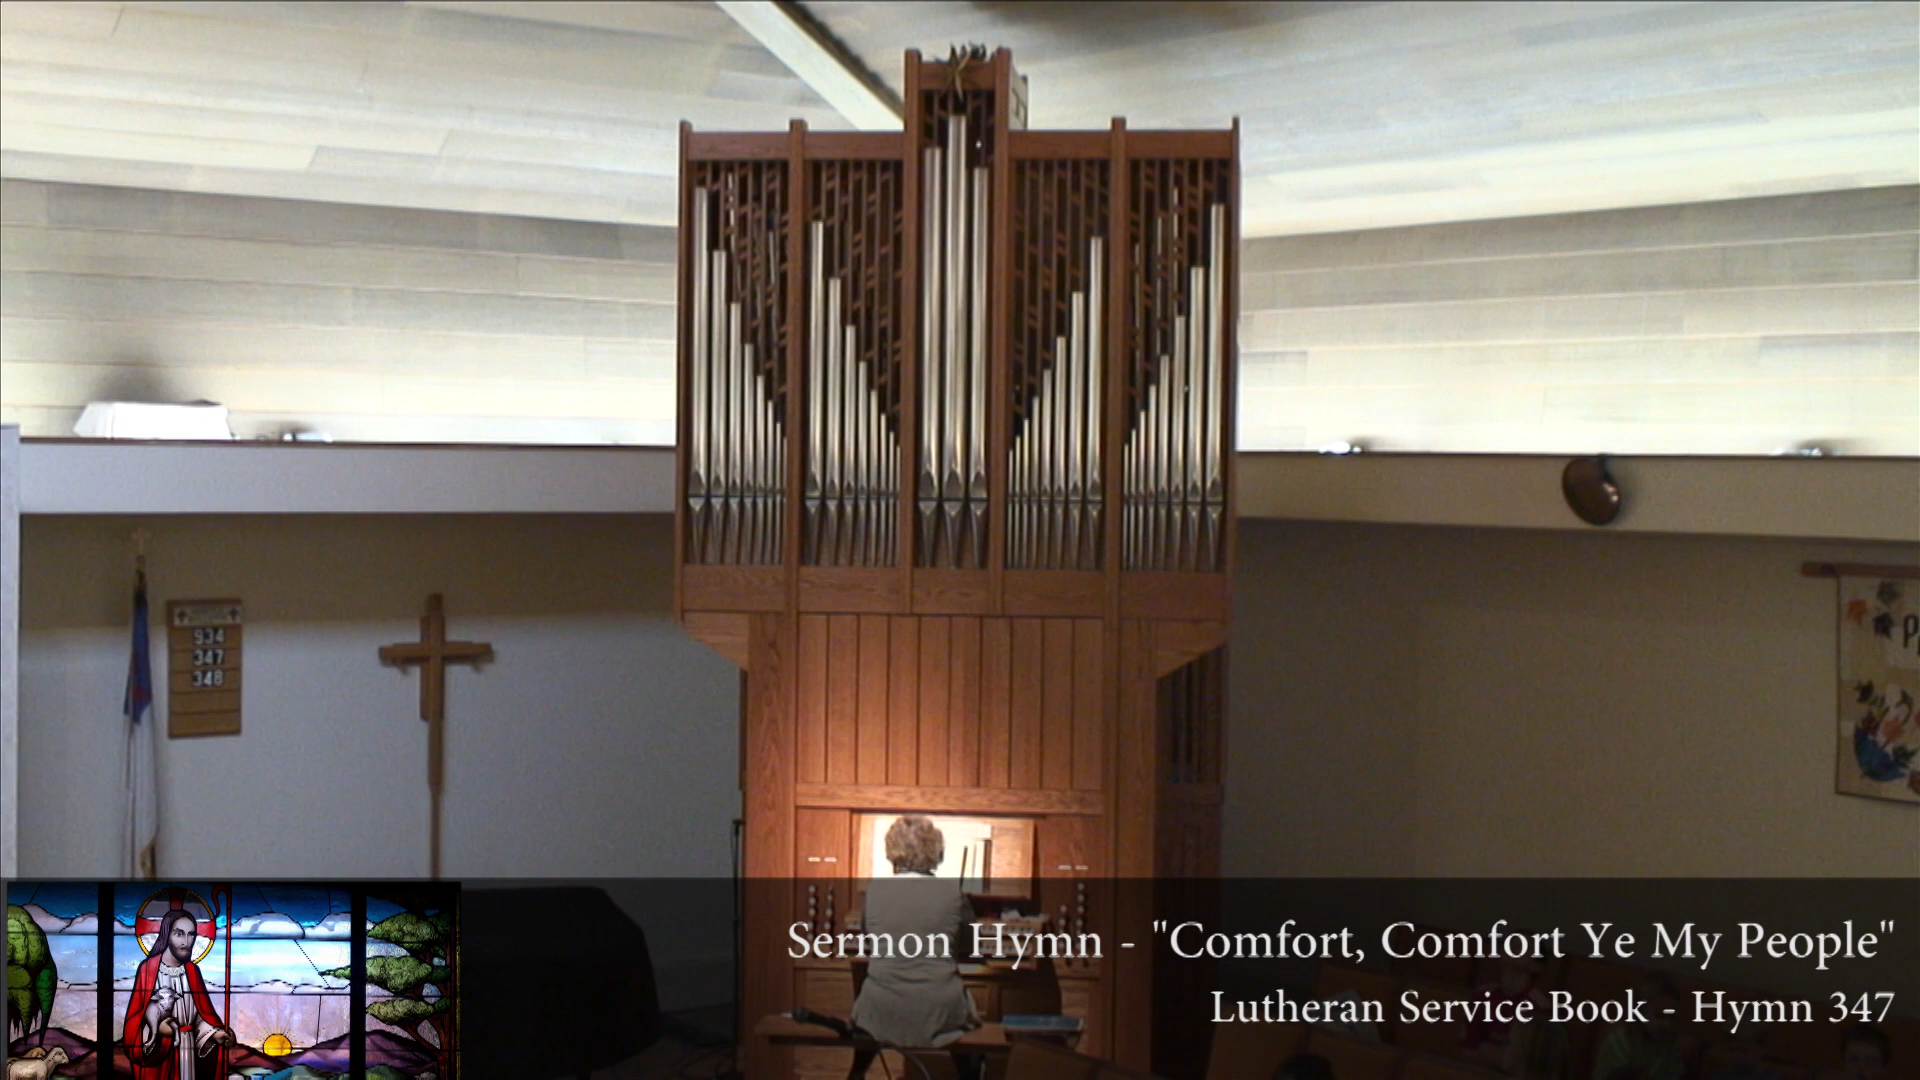 934
347
348
Sermon Hymn - "Comfort, Comfort Ye My People"
Lutheran Service Book - Hymn 347